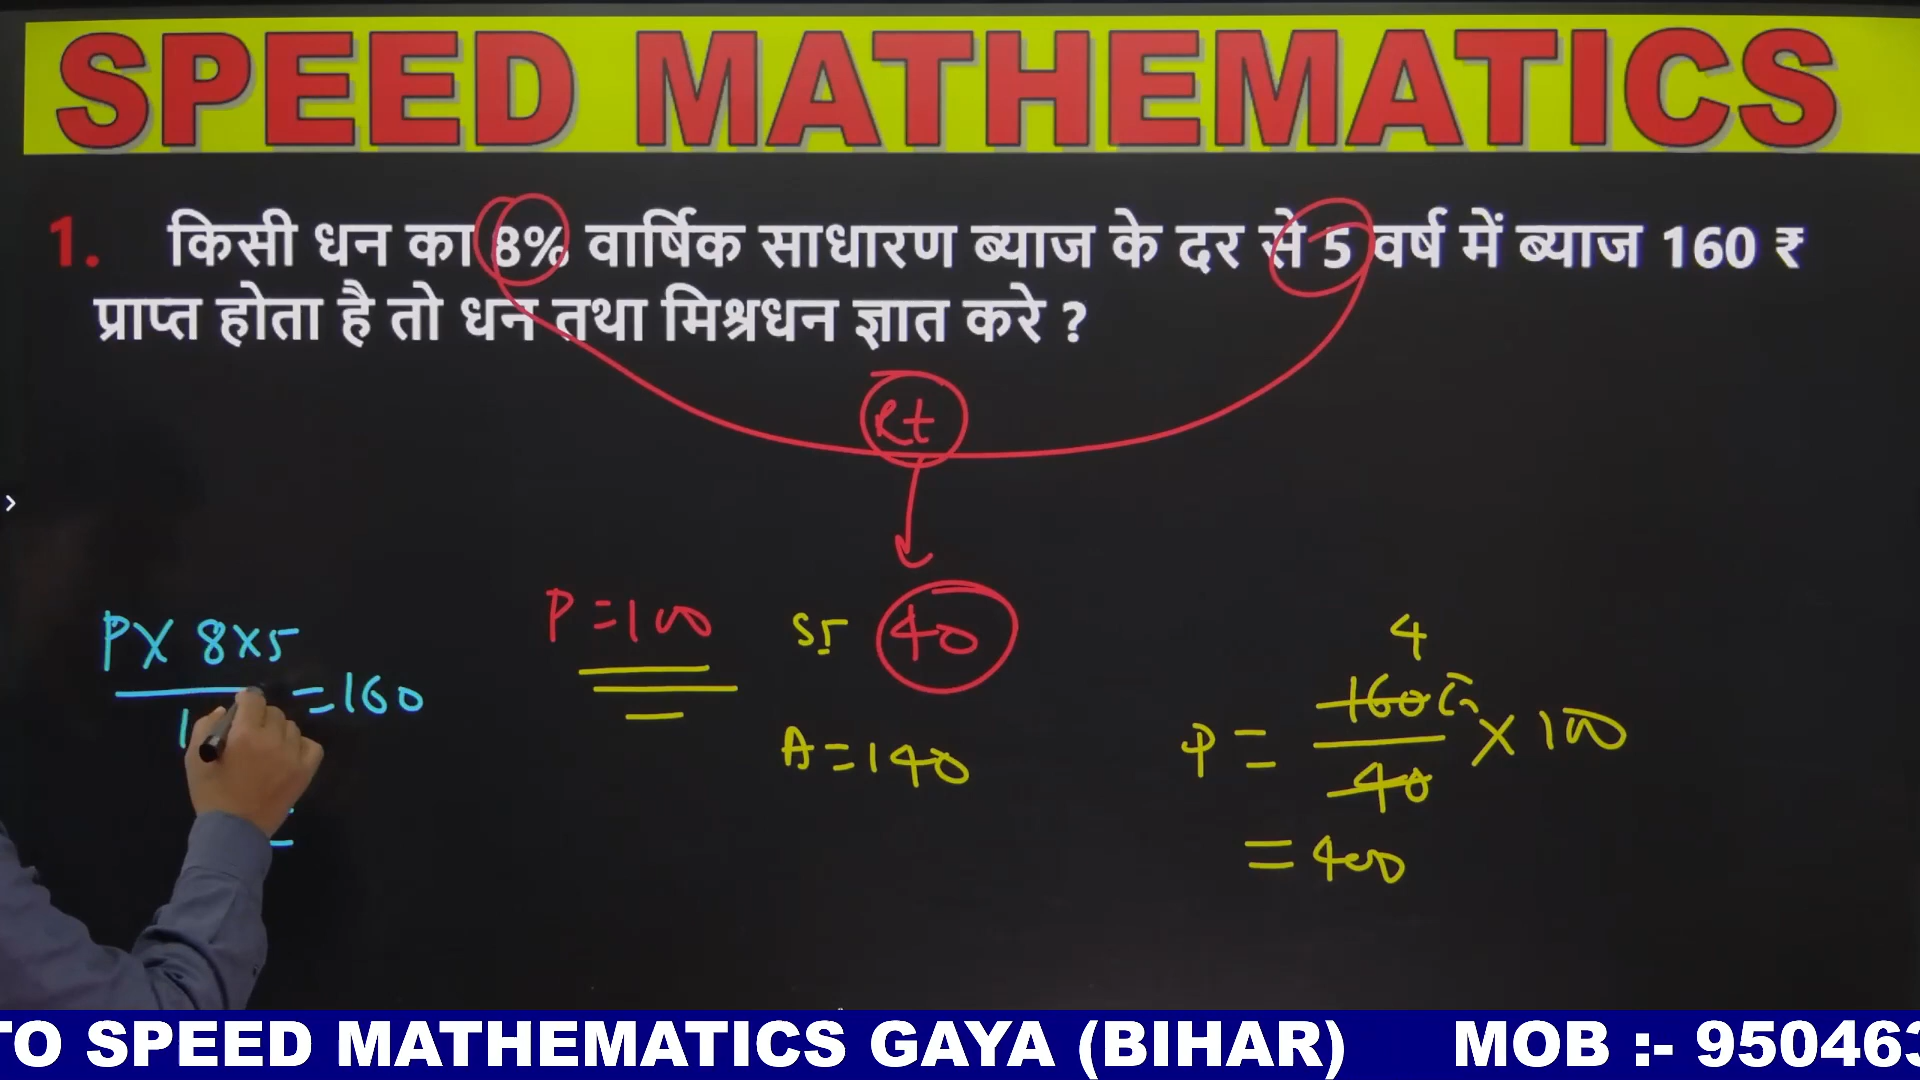 SPEED MATHEMATICS
1. किसी धन का 8% वार्षिक साधारण ब्याज के दर से 5 वर्ष में ब्याज 160 ₹
प्राप्त होता है तो धन तथा मिश्रधन ज्ञात करे ?
Rt
P = 100
SI 40
A = 140
P × 8 × 5
= 160
4
160
P = × 100
40
= 400
TO SPEED MATHEMATICS GAYA (BIHAR) MOB :- 950463